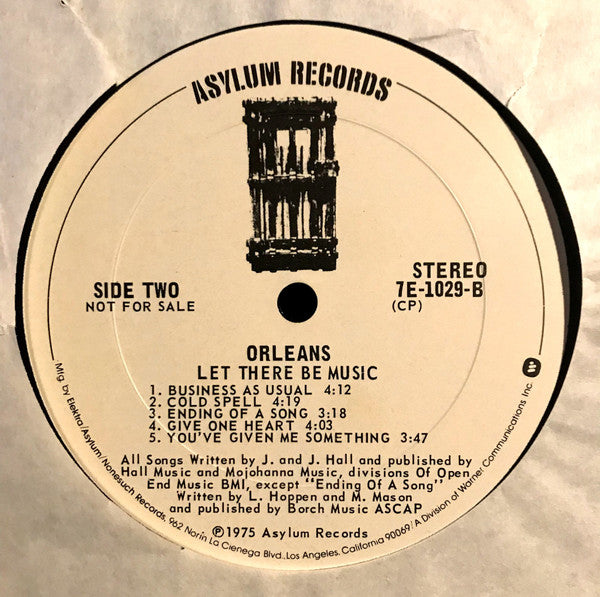 ASYLUM RECORDS
SIDE TWO
NOT FOR SALE
STEREO
7E-1029-B
(CP)
ORLEANS
LET THERE BE MUSIC
1. BUSINESS AS USUAL 4:12
2. COLD SPELL 4:19
3. ENDING OF A SONG 3:18
4. GIVE ONE HEART 4:03
5. YOU'VE GIVEN ME SOMETHING 3:47
All Songs Written by J. and J. Hall and published by
Hall Music and Mojohanna Music, divisions Of Open
End Music BMI, except "Ending Of A Song"
Written by L. Hoppen and M. Mason
and published by Borch Music ASCAP
℗1975 Asylum Records
Mfg. by Elektra/Asylum/Nonesuch Records, 962 North La Cienega Blvd., Los Angeles, California 90069/A Division of Warner Communications Inc.